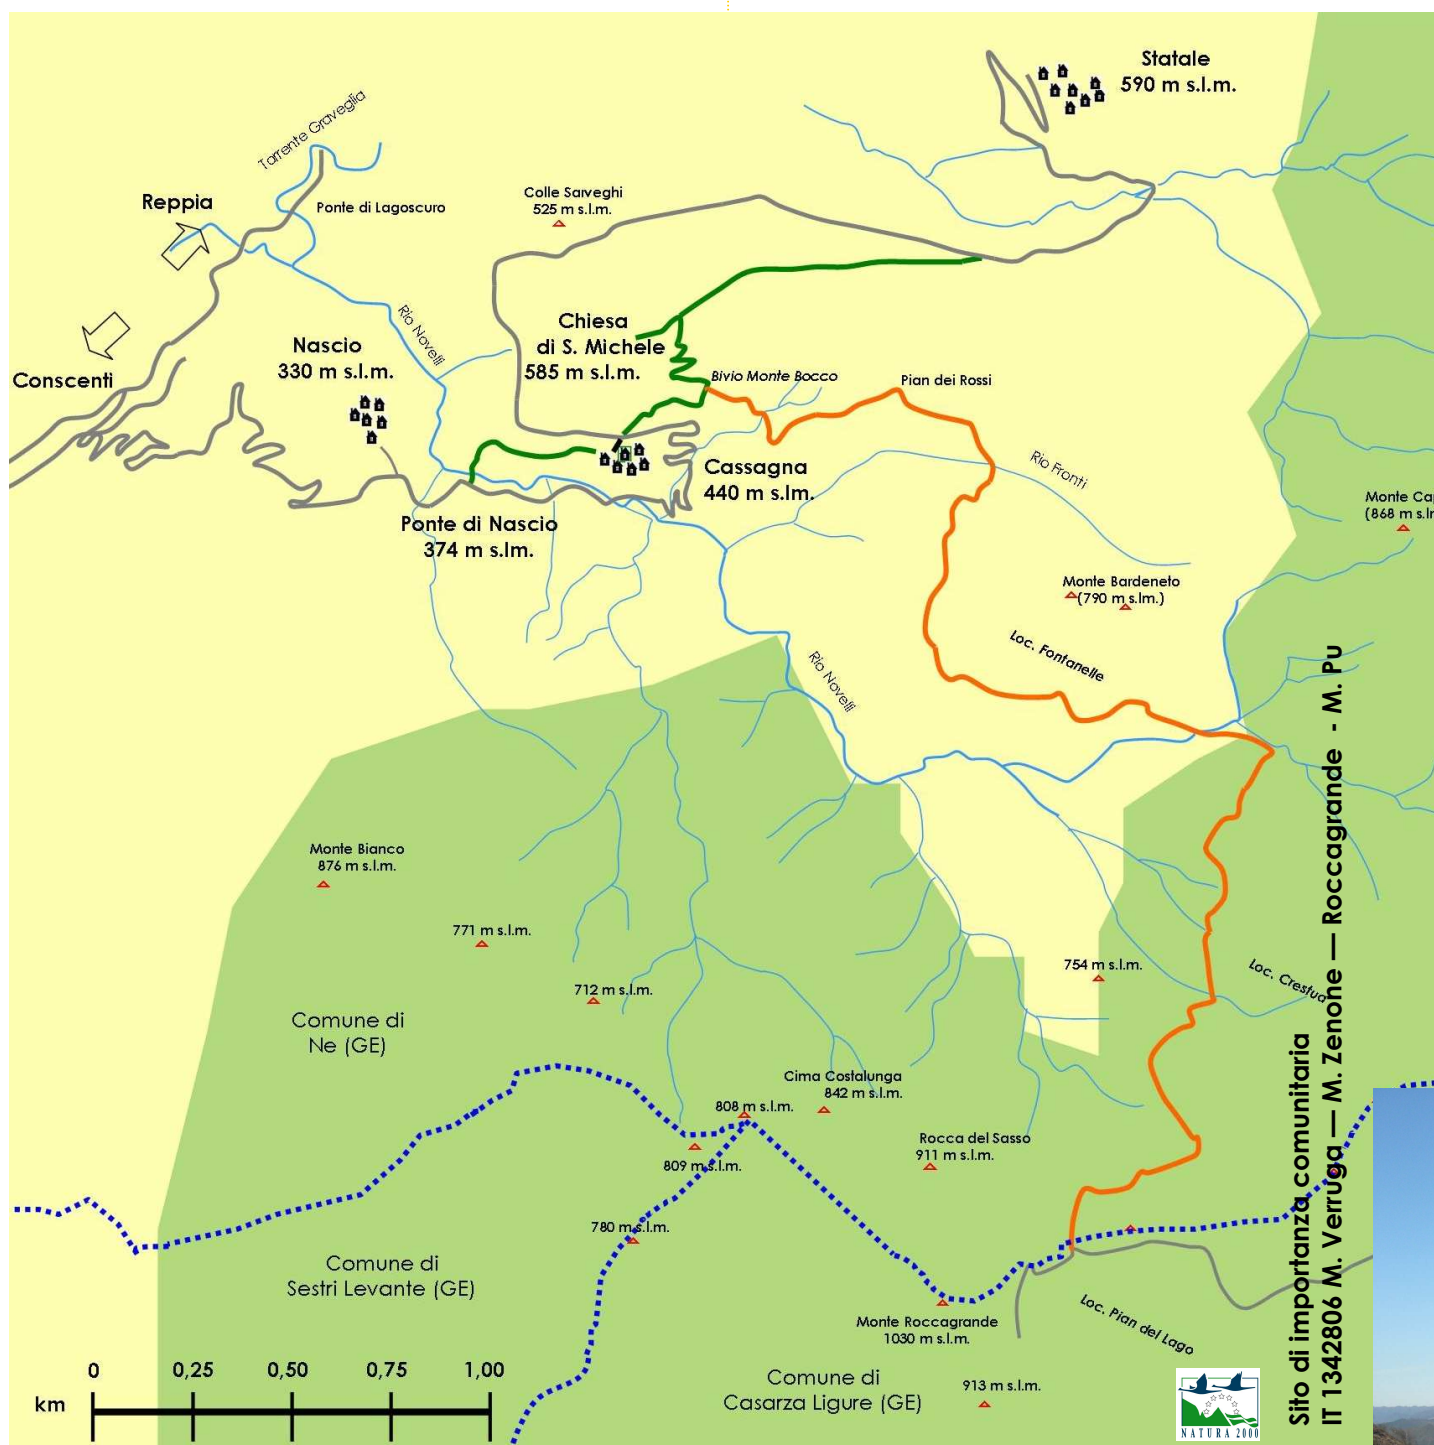 Statale
590 m s.l.m.
Torrente Graveglia
Reppia
Ponte di Lagoscuro
Colle Sarveghi
525 m s.l.m.
Rio Novelli
Chiesa
di S. Michele
585 m s.l.m.
Nascio
330 m s.l.m.
Conscenti
Bivio Monte Bocco
Pian dei Rossi
Cassagna
440 m s.lm.
Rio Fronti
Monte Ca
(868 m s.l
Ponte di Nascio
374 m s.lm.
Monte Bardeneto
(790 m s.lm.)
Loc. Fontanelle
Rio Novelli
Monte Bianco
876 m s.l.m.
771 m s.l.m.
712 m s.l.m.
754 m s.l.m.
Loc. Crestua
Comune di
Ne (GE)
Cima Costalunga
842 m s.l.m.
808 m s.l.m.
809 m s.l.m.
Rocca del Sasso
911 m s.l.m.
780 m s.l.m.
Comune di
Sestri Levante (GE)
Monte Roccagrande
1030 m s.l.m.
Loc. Pian del Lago
Comune di
Casarza Ligure (GE)
913 m s.l.m.
0 0,25 0,50 0,75 1,00
km
NATURA 2000
Sito di importanza comunitaria
IT 1342806 M. Verruga — M. Zenone — Roccagrande - M. Pu